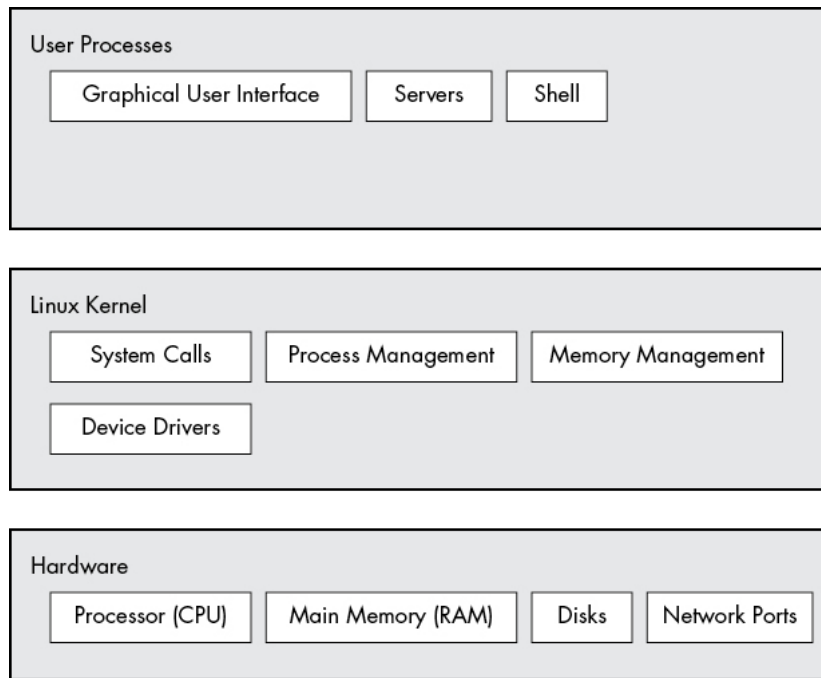 User Processes
Graphical User Interface Servers Shell
Linux Kernel
System Calls Process Management Memory Management
Device Drivers
Hardware
Processor (CPU) Main Memory (RAM) Disks Network Ports